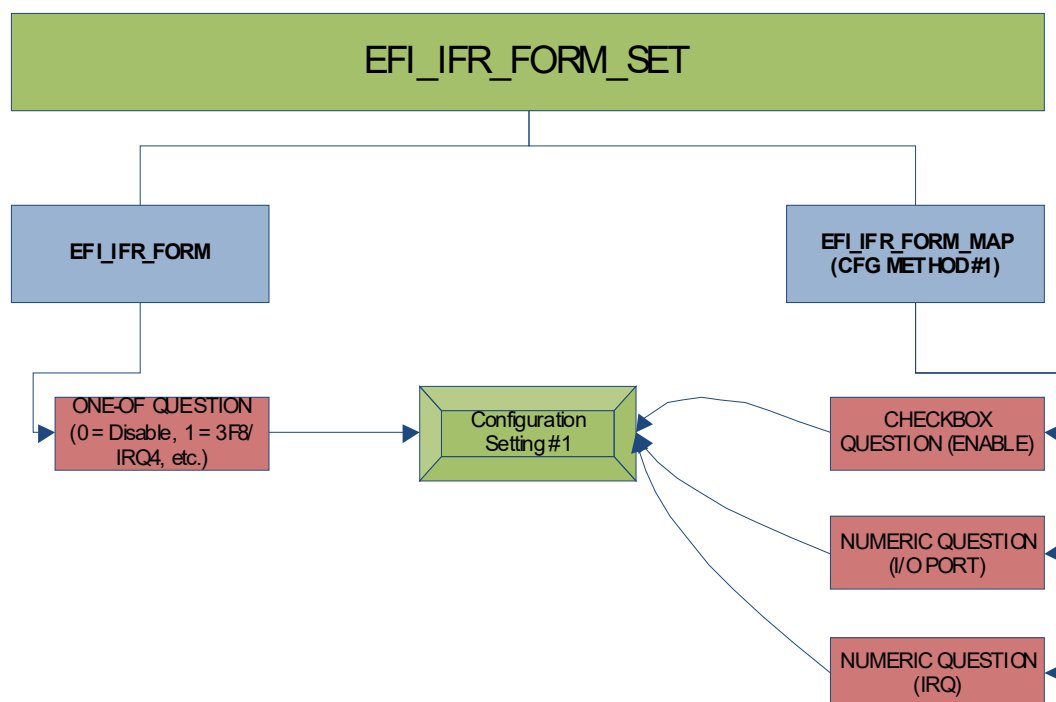 EFI_IFR_FORM_SET
EFI_IFR_FORM
EFI_IFR_FORM_MAP
(CFG METHOD #1)
ONE-OF QUESTION
(0 = Disable, 1 = 3F8/
IRQ4, etc.)
Configuration
Setting #1
CHECKBOX
QUESTION (ENABLE)
NUMERIC QUESTION
(I/O PORT)
NUMERIC QUESTION
(IRQ)